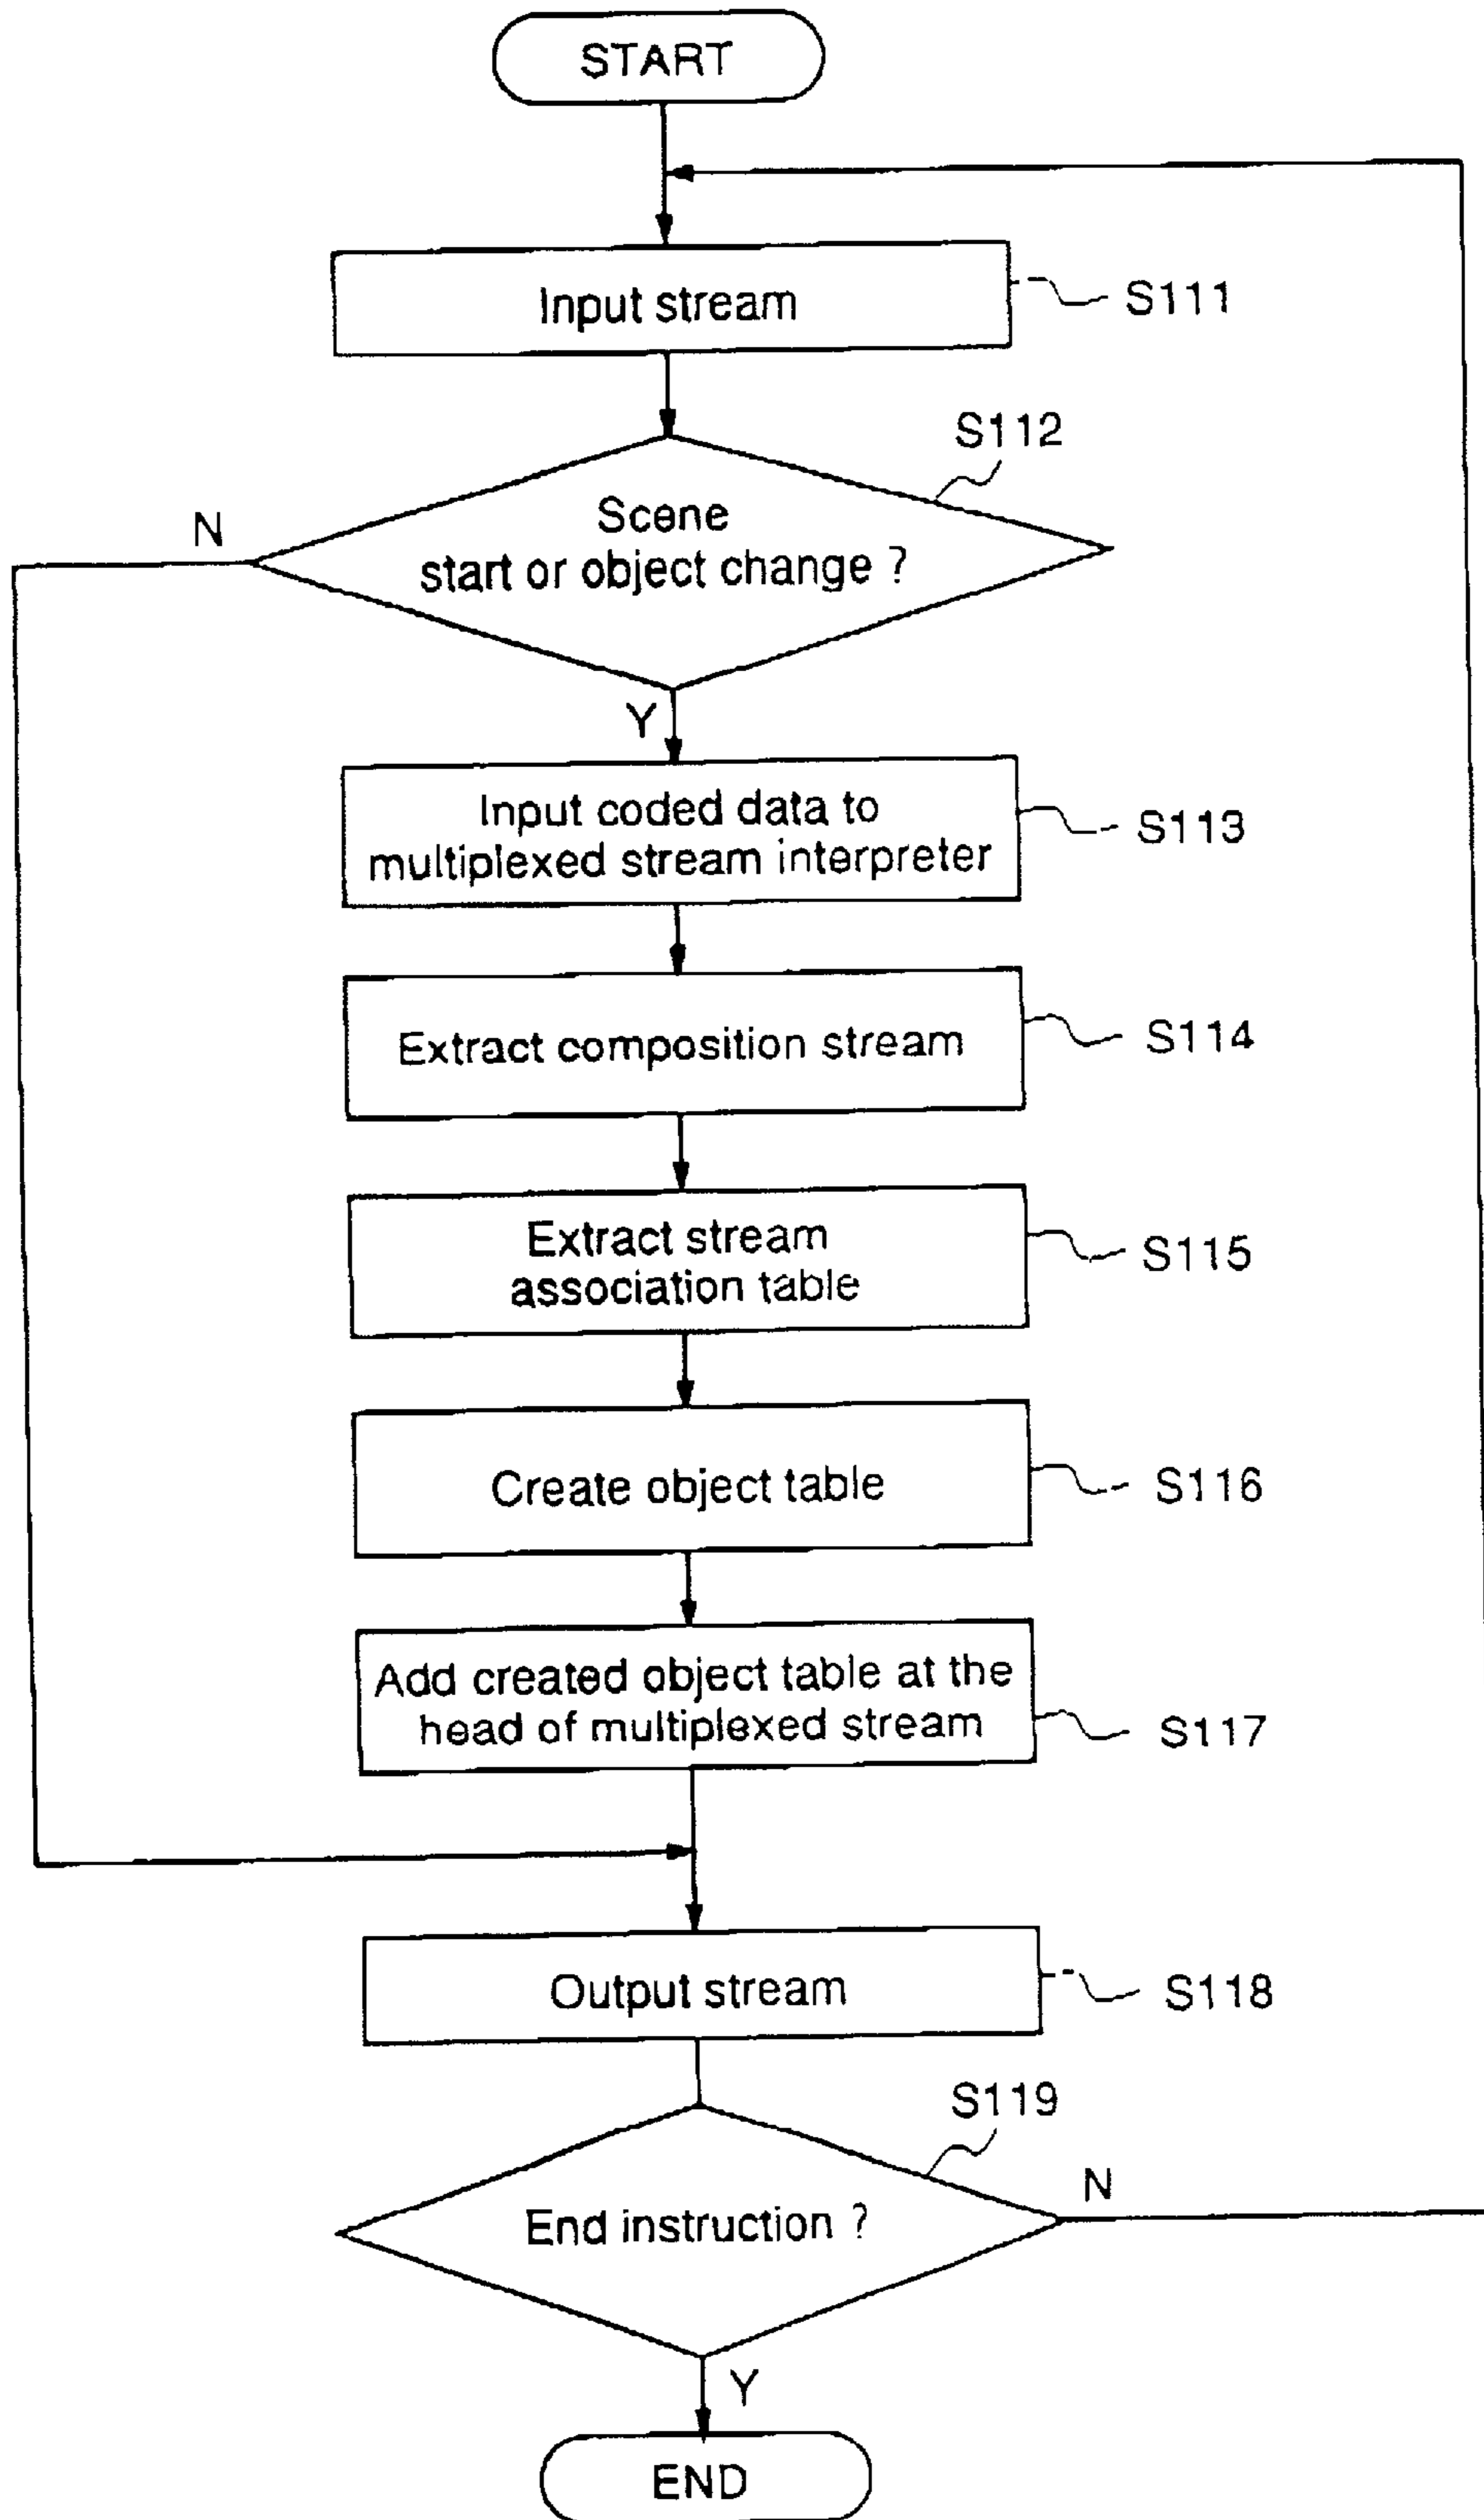 START
Input stream
S111
S112
Scene
start or object change ?
N
Y
Input coded data to
multiplexed stream interpreter
S113
Extract composition stream
S114
Extract stream
association table
S115
Create object table
S116
Add created object table at the
head of multiplexed stream
S117
Output stream
S118
S119
End instruction ?
N
Y
END